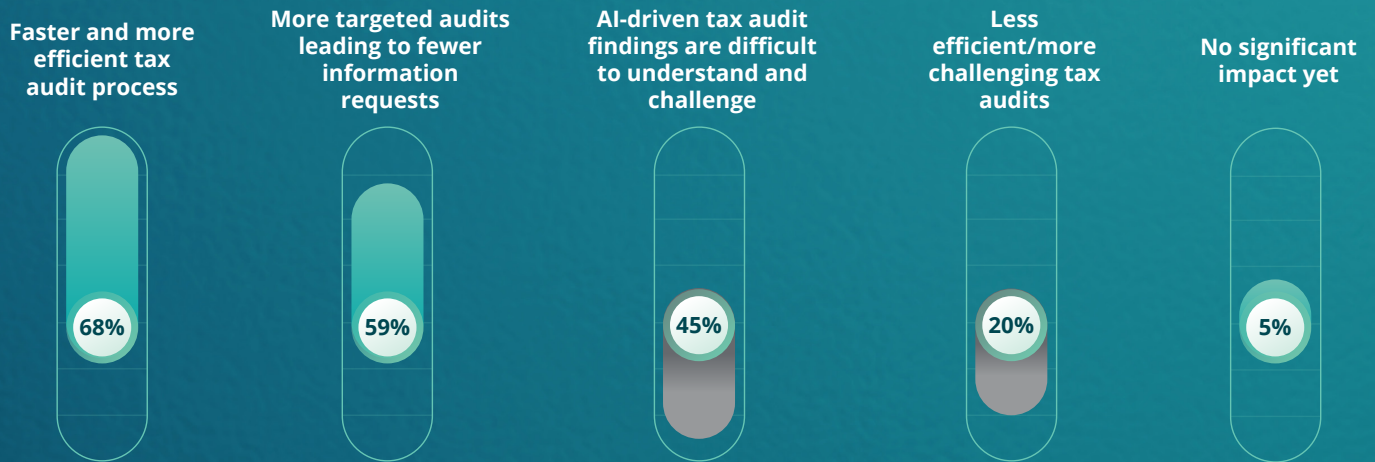 Faster and more
efficient tax
audit process
68%
More targeted audits
leading to fewer
information
requests
59%
AI-driven tax audit
findings are difficult
to understand and
challenge
45%
Less
efficient/more
challenging tax
audits
20%
No significant
impact yet
5%